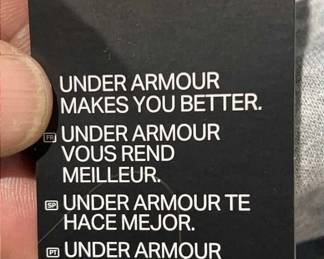 UNDER ARMOUR
MAKES YOU BETTER.
FR UNDER ARMOUR
VOUS REND
MEILLEUR.
SP UNDER ARMOUR TE
HACE MEJOR.
PT UNDER ARMOUR